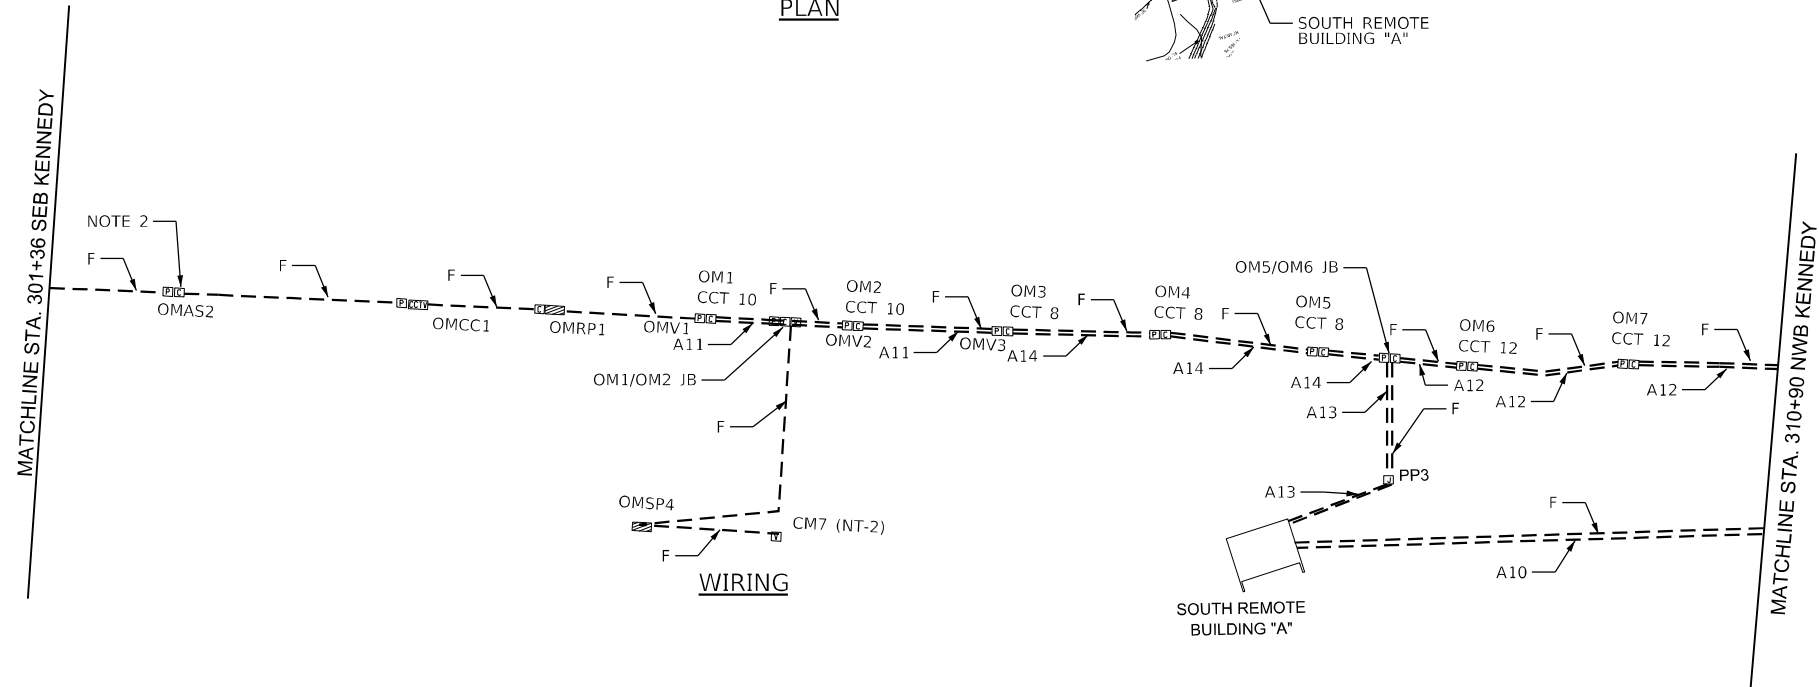 PLAN
SOUTH REMOTE
BUILDING "A"
MATCHLINE STA. 301+36 SEB KENNEDY
MATCHLINE STA. 310+90 NWB KENNEDY
NOTE 2
F
P C
OMAS2
F
P CCTV
OMCC1
F
C
OMRP1
F
OMV1
OM1
CCT 10
P C
A11
F
OM1/OM2 JB
OM2
CCT 10
P C
OMV2
A11
F
OM3
CCT 8
P C
OMV3
A14
F
OM4
CCT 8
P C
A14
F
OM5
CCT 8
P C
A14
OM5/OM6 JB
P C
F
A12
OM6
CCT 12
P C
F
A12
OM7
CCT 12
P C
F
A12
A13
F
J
PP3
A13
F
OMSP4
CM7 (NT-2)
V
F
F
A10
WIRING
SOUTH REMOTE
BUILDING "A"